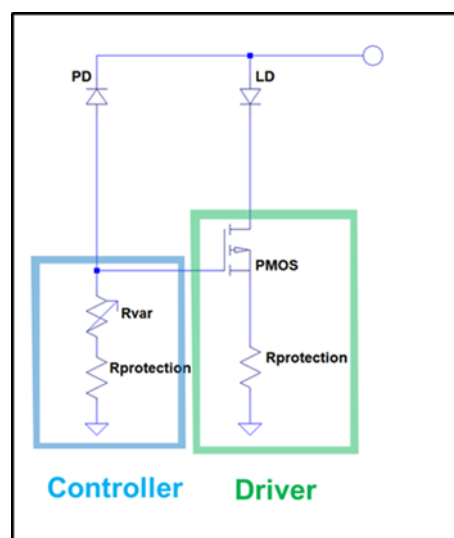 PD
LD
PMOS
Rvar
Rprotection
Rprotection
Controller
Driver